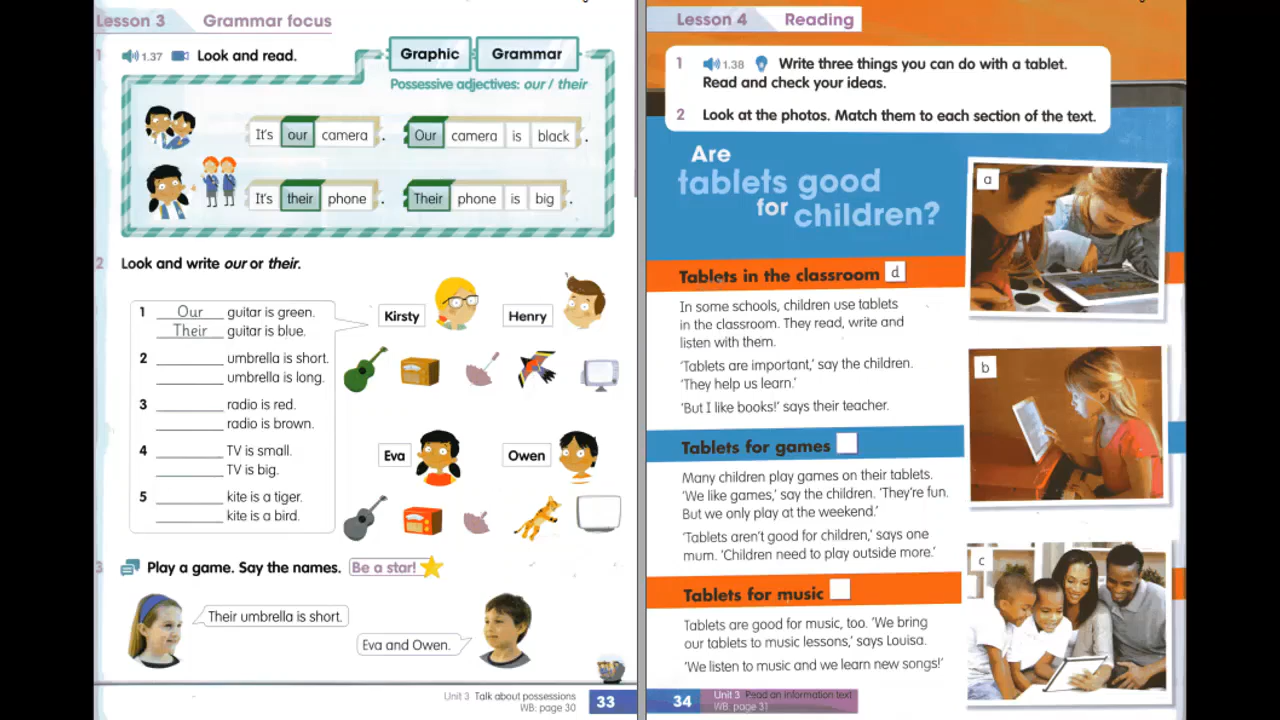 Lesson 3 Grammar focus
1 1.37 Look and read.
Graphic Grammar
Possessive adjectives: our / their
It's our camera . Our camera is black .
It's their phone . Their phone is big .
2 Look and write our or their.
1 Our guitar is green.
Their guitar is blue.
2 ________ umbrella is short.
________ umbrella is long.
3 ________ radio is red.
________ radio is brown.
4 ________ TV is small.
________ TV is big.
5 ________ kite is a tiger.
________ kite is a bird.
Kirsty Henry
Eva Owen
3 Play a game. Say the names. Be a star!
Their umbrella is short.
Eva and Owen.
Unit 3 Talk about possessions
WB: page 30
33
Lesson 4 Reading
1 1.38 Write three things you can do with a tablet.
Read and check your ideas.
2 Look at the photos. Match them to each section of the text.
Are
tablets good
for children?
a
Tablets in the classroom d
In some schools, children use tablets
in the classroom. They read, write and
listen with them.
'Tablets are important,' say the children.
'They help us learn.'
'But I like books!' says their teacher.
b
Tablets for games
Many children play games on their tablets.
'We like games,' say the children. 'They're fun.
But we only play at the weekend.'
'Tablets aren't good for children,' says one
mum. 'Children need to play outside more.'
c
Tablets for music
Tablets are good for music, too. 'We bring
our tablets to music lessons,' says Louisa.
'We listen to music and we learn new songs!'
34
Unit 3 Read an information text
WB: page 31